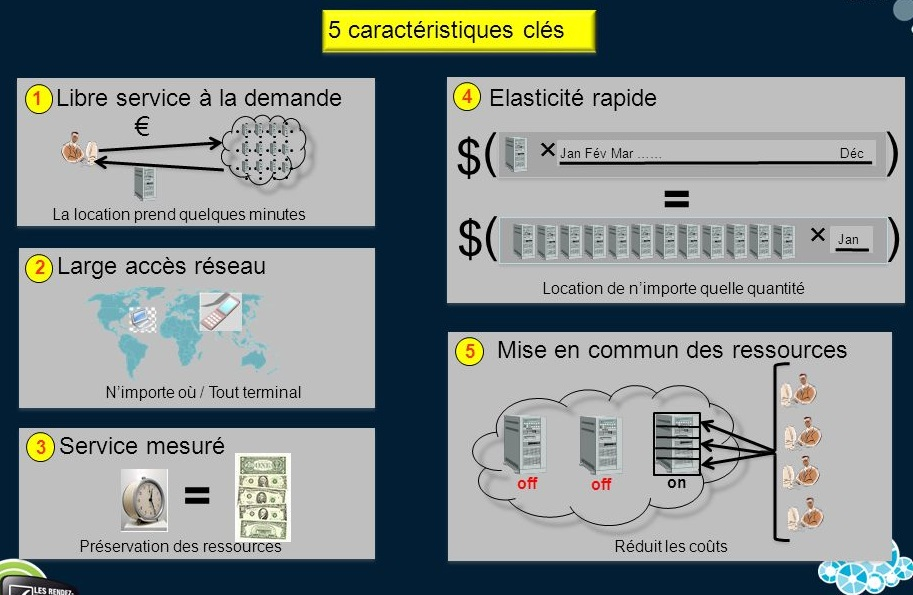 5 caractéristiques clés
1 Libre service à la demande
€
La location prend quelques minutes
2 Large accès réseau
N’importe où / Tout terminal
3 Service mesuré
=
ONE
Préservation des ressources
4 Elasticité rapide
$( × Jan Fév Mar ...... Déc )
=
$( × Jan )
Location de n’importe quelle quantité
5 Mise en commun des ressources
off off on
Réduit les coûts
LES RENDEZ-